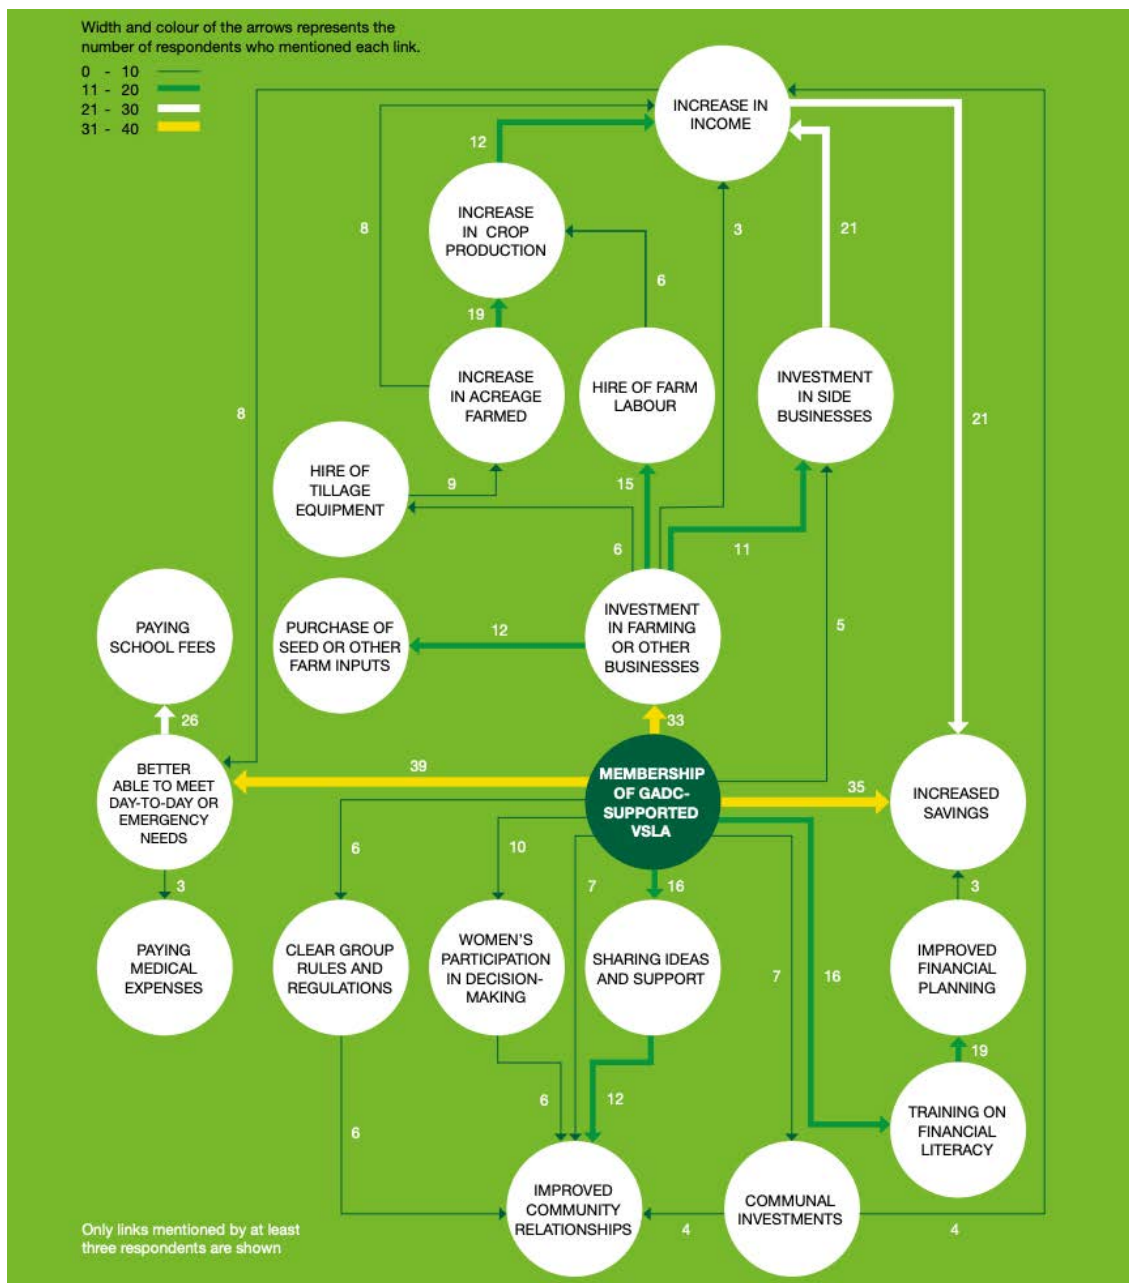 Width and colour of the arrows represents the
number of respondents who mentioned each link.
0 - 10
11 - 20
21 - 30
31 - 40
INCREASE IN
INCOME
12
INCREASE
IN CROP
PRODUCTION
8
3
21
6
19
INCREASE
IN ACREAGE
FARMED
HIRE OF FARM
LABOUR
INVESTMENT
IN SIDE
BUSINESSES
8
21
HIRE OF
TILLAGE
EQUIPMENT
9
15
6
11
PAYING
SCHOOL FEES
PURCHASE OF
SEED OR OTHER
FARM INPUTS
12
INVESTMENT
IN FARMING
OR OTHER
BUSINESSES
5
26
33
BETTER
ABLE TO MEET
DAY-TO-DAY OR
EMERGENCY
NEEDS
39
MEMBERSHIP
OF GADC-
SUPPORTED
VSLA
35
INCREASED
SAVINGS
6
10
7
16
3
3
PAYING
MEDICAL
EXPENSES
CLEAR GROUP
RULES AND
REGULATIONS
WOMEN'S
PARTICIPATION
IN DECISION-
MAKING
SHARING IDEAS
AND SUPPORT
7
16
IMPROVED
FINANCIAL
PLANNING
19
6
12
6
TRAINING ON
FINANCIAL
LITERACY
IMPROVED
COMMUNITY
RELATIONSHIPS
4
COMMUNAL
INVESTMENTS
4
Only links mentioned by at least
three respondents are shown